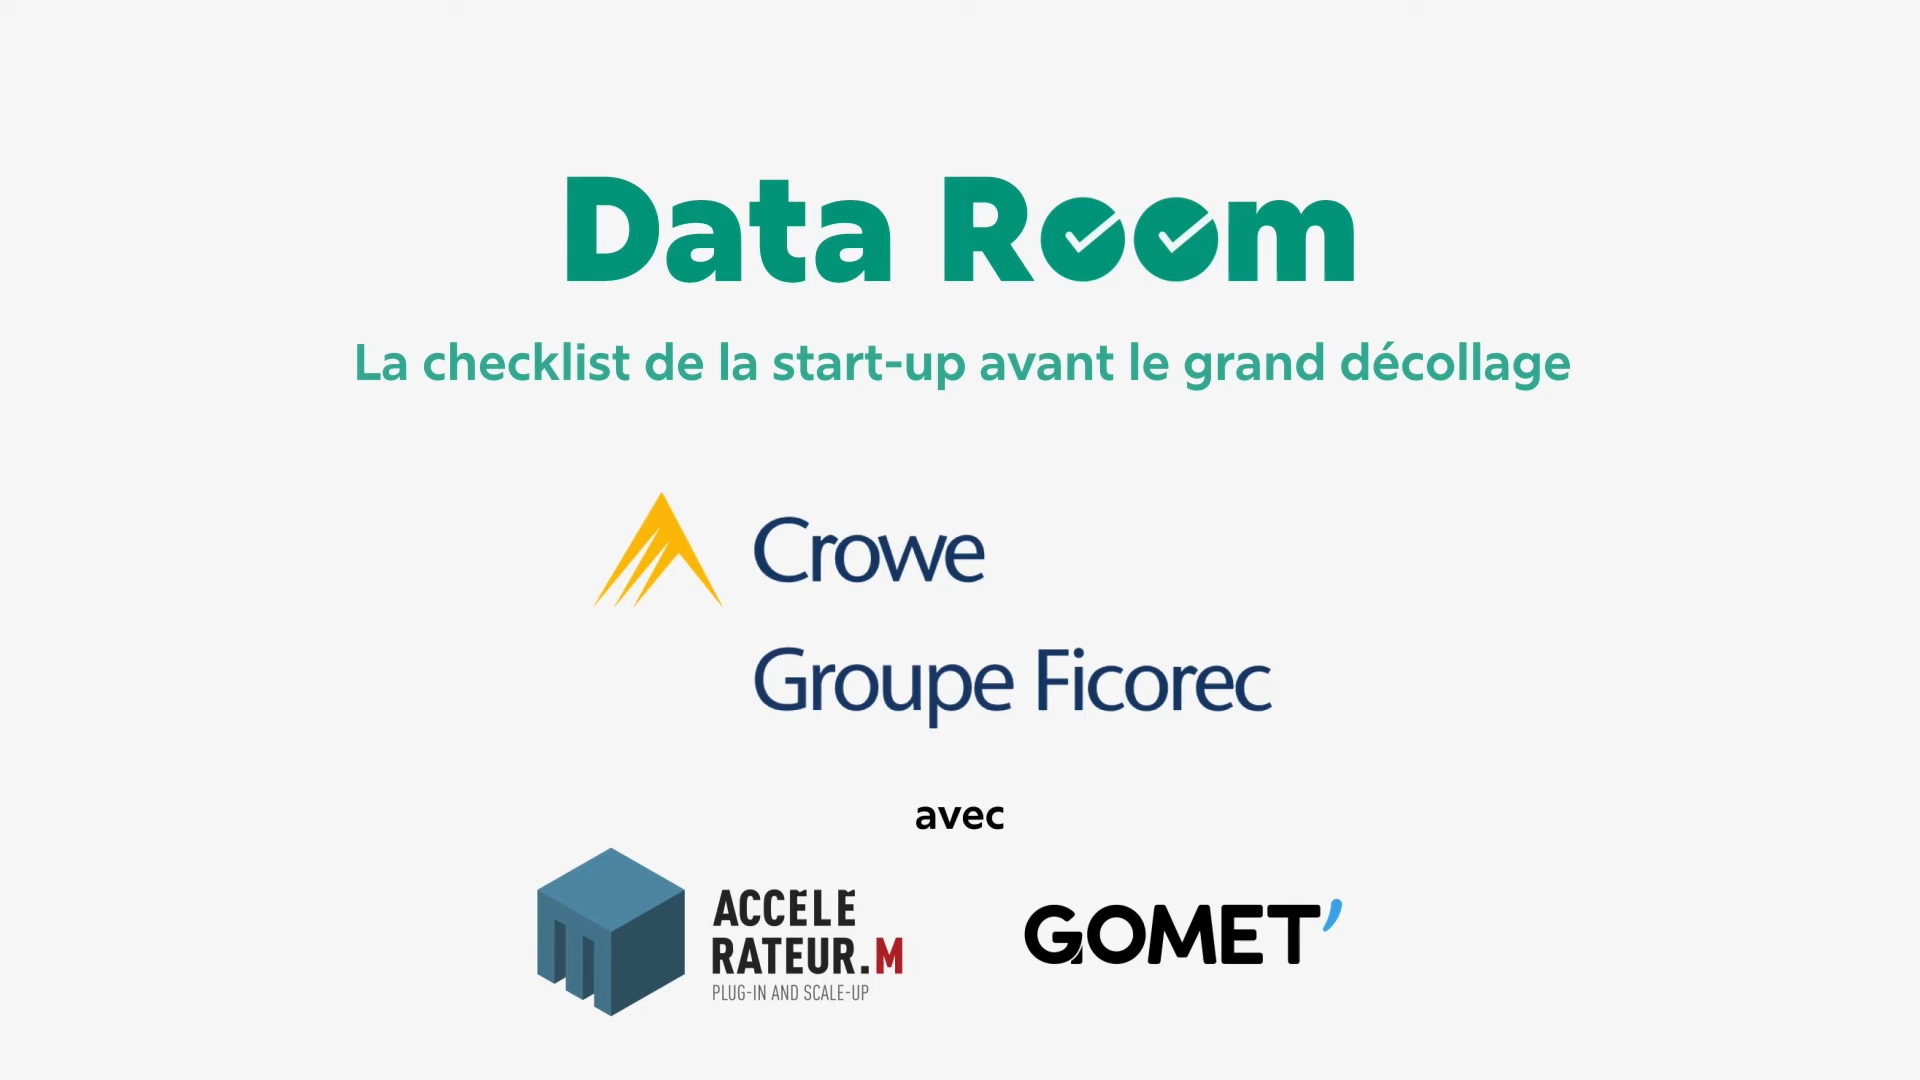 Data Room
La checklist de la start-up avant le grand décollage
Crowe
Groupe Ficorec
avec
ACCÉLÉ
RATEUR.M
PLUG-IN AND SCALE-UP
GOMET'